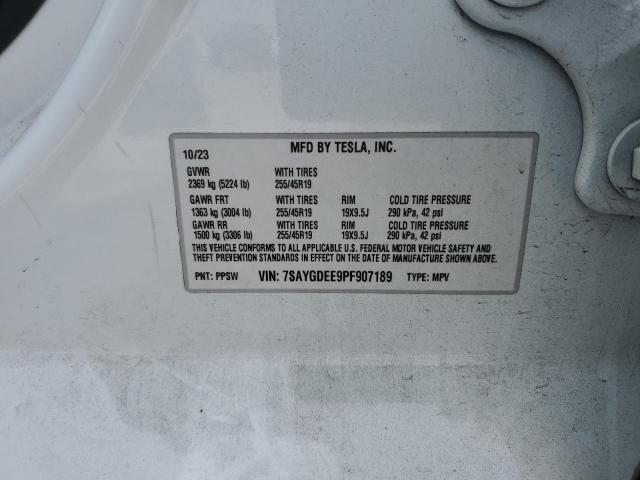 10/23 MFD BY TESLA, INC.
GVWR WITH TIRES
2369 kg (5224 lb) 255/45R19
GAWR FRT WITH TIRES RIM COLD TIRE PRESSURE
1363 kg (3004 lb) 255/45R19 19X9.5J 290 kPa, 42 psi
GAWR RR WITH TIRES RIM COLD TIRE PRESSURE
1500 kg (3306 lb) 255/45R19 19X9.5J 290 kPa, 42 psi
THIS VEHICLE CONFORMS TO ALL APPLICABLE U.S. FEDERAL MOTOR VEHICLE SAFETY AND
THEFT PREVENTION STANDARDS IN EFFECT ON THE DATE OF MANUFACTURE SHOWN ABOVE.
PNT: PPSW VIN: 7SAYGDEE9PF907189 TYPE: MPV